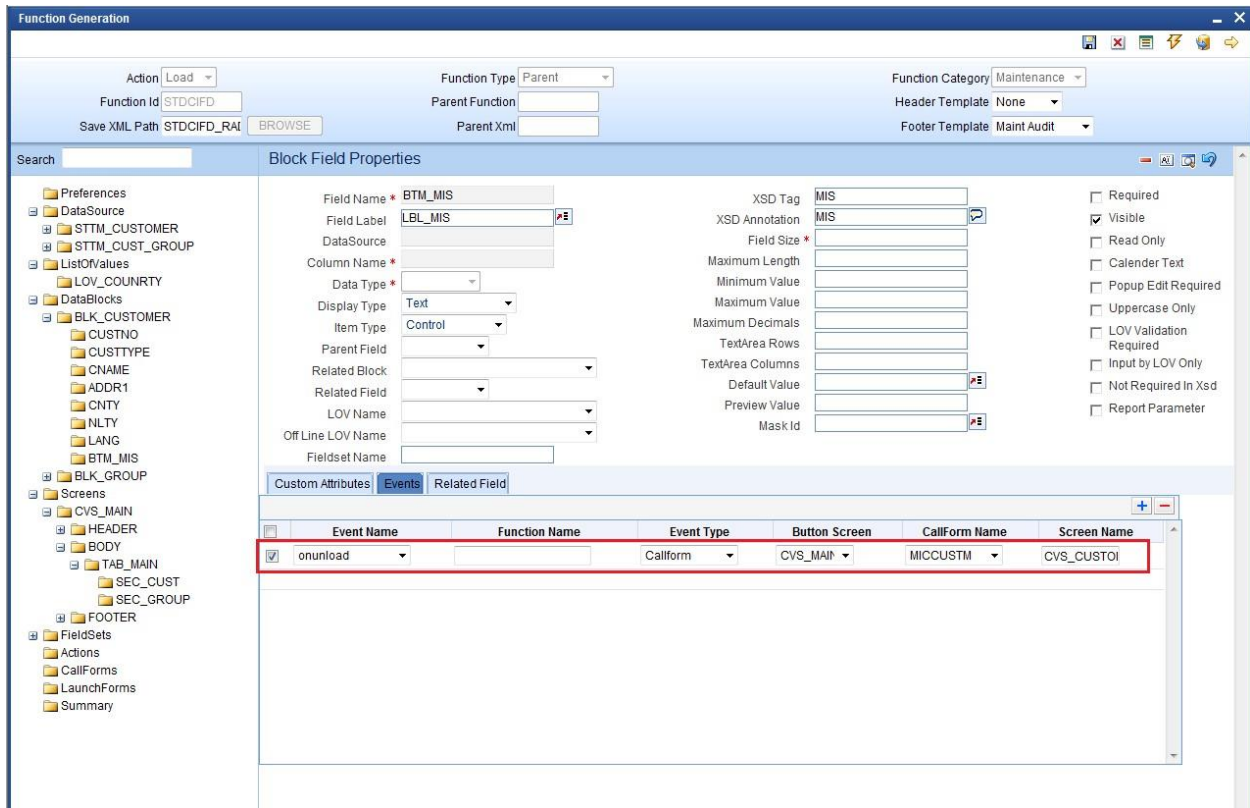 Function Generation
Action Load
Function Type Parent
Function Category Maintenance
Function Id STDCIFD
Parent Function
Header Template None
Save XML Path STDCIFD_RAD BROWSE
Parent Xml
Footer Template Maint Audit
Search
Block Field Properties
Preferences
DataSource
STTM_CUSTOMER
STTM_CUST_GROUP
ListOfValues
LOV_COUNRTY
DataBlocks
BLK_CUSTOMER
CUSTNO
CUSTTYPE
CNAME
ADDR1
CNTY
NLTY
LANG
BTM_MIS
BLK_GROUP
Screens
CVS_MAIN
HEADER
BODY
TAB_MAIN
SEC_CUST
SEC_GROUP
FOOTER
FieldSets
Actions
CallForms
LaunchForms
Summary
Field Name * BTM_MIS
Field Label LBL_MIS
DataSource
Column Name *
Data Type *
Display Type Text
Item Type Control
Parent Field
Related Block
Related Field
LOV Name
Off Line LOV Name
Fieldset Name
XSD Tag MIS
XSD Annotation MIS
Field Size *
Maximum Length
Minimum Value
Maximum Value
Maximum Decimals
TextArea Rows
TextArea Columns
Default Value
Preview Value
Mask Id
Required
Visible
Read Only
Calender Text
Popup Edit Required
Uppercase Only
LOV Validation
Required
Input by LOV Only
Not Required In Xsd
Report Parameter
Custom Attributes Events Related Field
Event Name Function Name Event Type Button Screen CallForm Name Screen Name
onunload Callform CVS_MAIN MICCUSTM CVS_CUSTOI